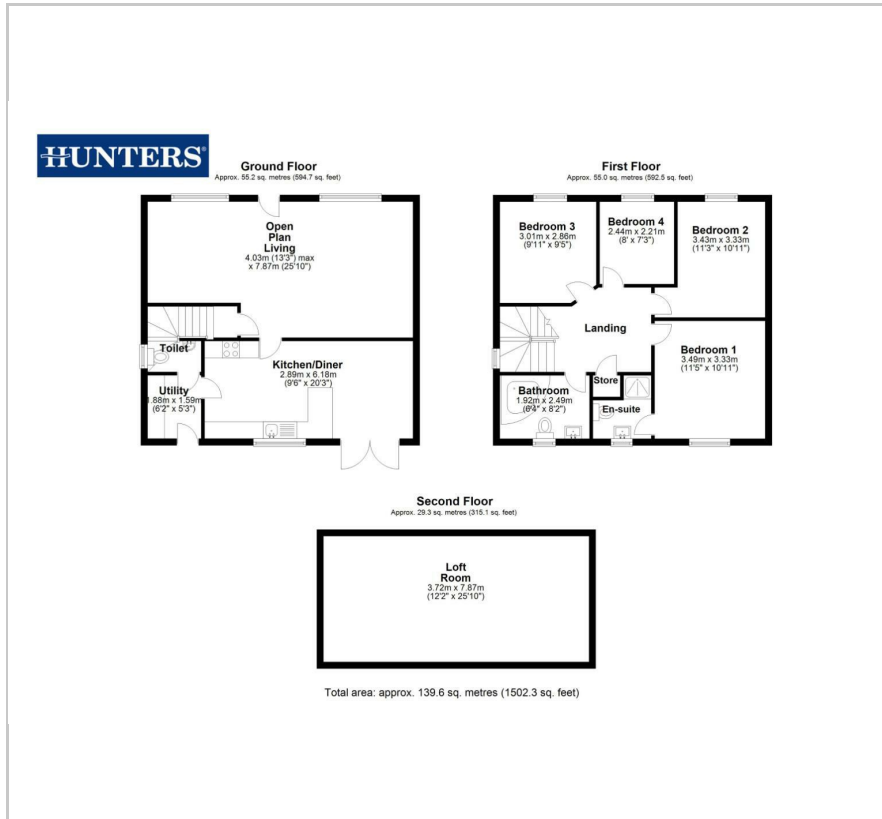 HUNTERS®
Ground Floor
Approx. 55.2 sq. metres (594.7 sq. feet)
Open
Plan
Living
4.03m (13'3") max
x 7.87m (25'10")
Toilet
Kitchen/Diner
2.89m x 6.18m
(9'6" x 20'3")
Utility
1.88m x 1.59m
(6'2" x 5'3")
First Floor
Approx. 55.0 sq. metres (592.5 sq. feet)
Bedroom 3
3.01m x 2.86m
(9'11" x 9'5")
Bedroom 4
2.44m x 2.21m
(8' x 7'3")
Bedroom 2
3.43m x 3.33m
(11'3" x 10'11")
Landing
Bedroom 1
3.49m x 3.33m
(11'5" x 10'11")
Store
Bathroom
1.92m x 2.49m
(6'4" x 8'2")
En-suite
Second Floor
Approx. 29.3 sq. metres (315.1 sq. feet)
Loft
Room
3.72m x 7.87m
(12'2" x 25'10")
Total area: approx. 139.6 sq. metres (1502.3 sq. feet)